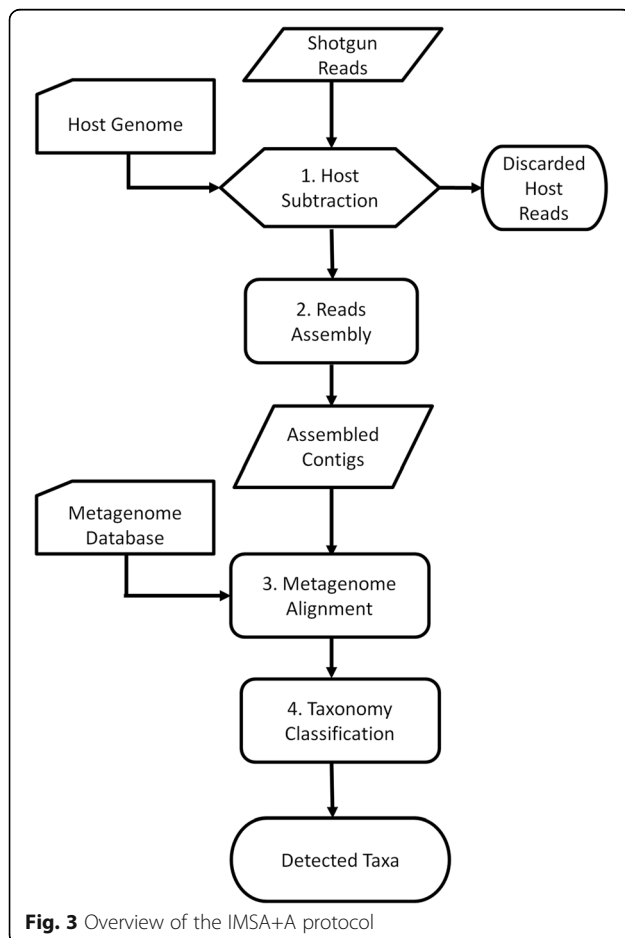 Shotgun
Reads
Host Genome
1. Host
Subtraction
Discarded
Host
Reads
2. Reads
Assembly
Assembled
Contigs
Metagenome
Database
3. Metagenome
Alignment
4. Taxonomy
Classification
Detected Taxa
Fig. 3 Overview of the IMSA+A protocol